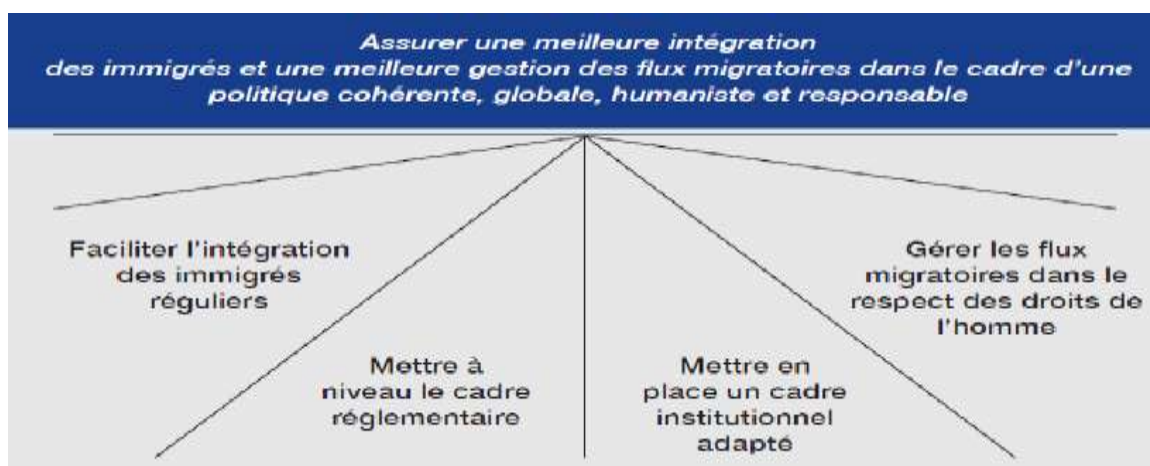 Assurer une meilleure intégration
des immigrés et une meilleure gestion des flux migratoires dans le cadre d'une
politique cohérente, globale, humaniste et responsable
Faciliter l'intégration
des immigrés
réguliers
Mettre à
niveau le cadre
réglementaire
Mettre en
place un cadre
institutionnel
adapté
Gérer les flux
migratoires dans le
respect des droits de
l'homme